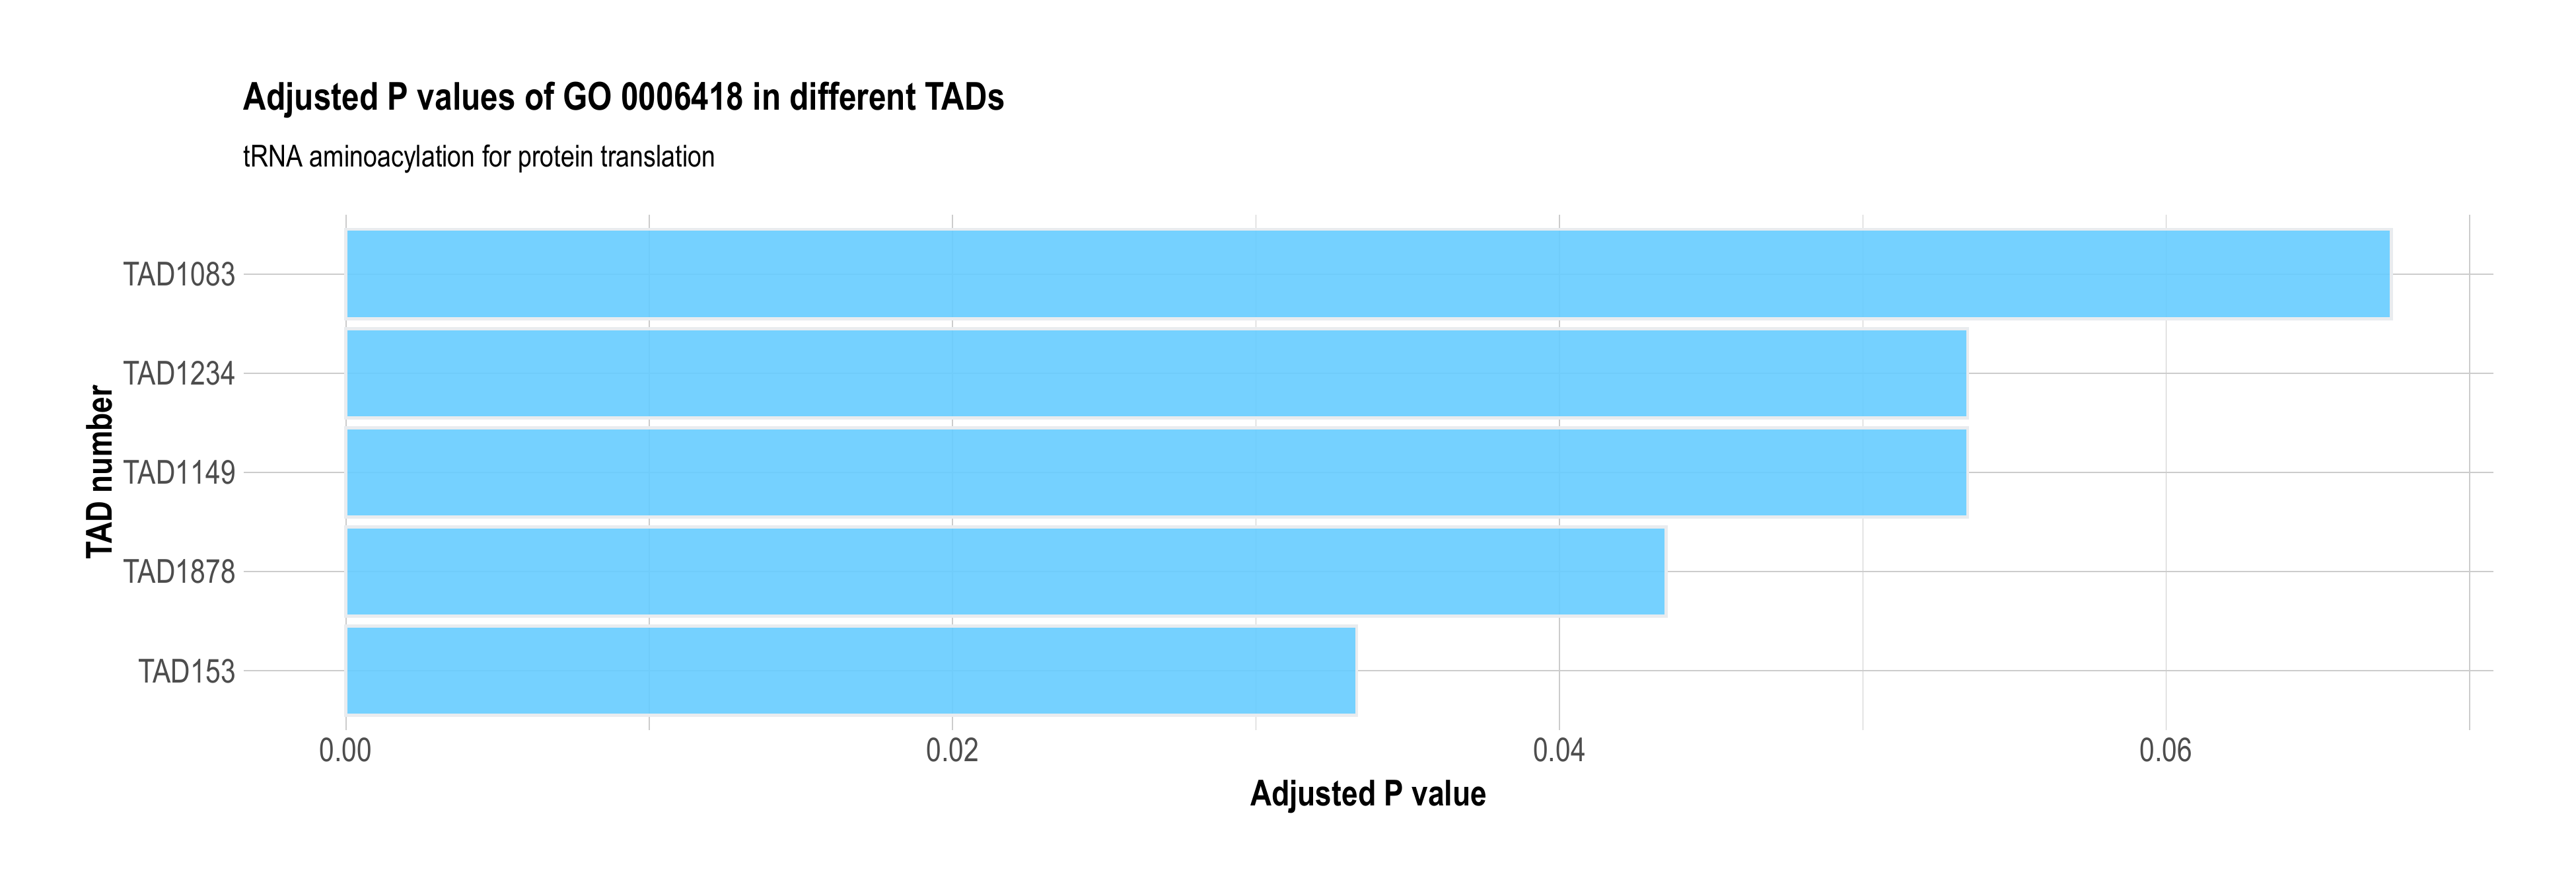 Adjusted P values of GO 0006418 in different TADs
tRNA aminoacylation for protein translation
TAD number
TAD1083
TAD1234
TAD1149
TAD1878
TAD153
0.00 0.02 0.04 0.06
Adjusted P value